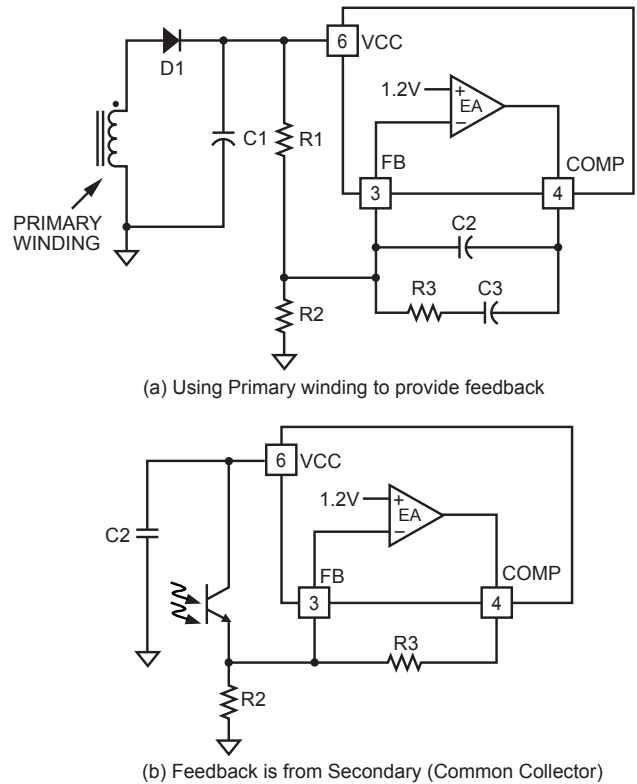 D1
6
VCC
1.2V
+
EA
−
C1
R1
FB
COMP
3
4
PRIMARY
WINDING
C2
R3
C3
R2
(a) Using Primary winding to provide feedback
6
VCC
1.2V
+
EA
−
C2
FB
COMP
3
4
R3
R2
(b) Feedback is from Secondary (Common Collector)